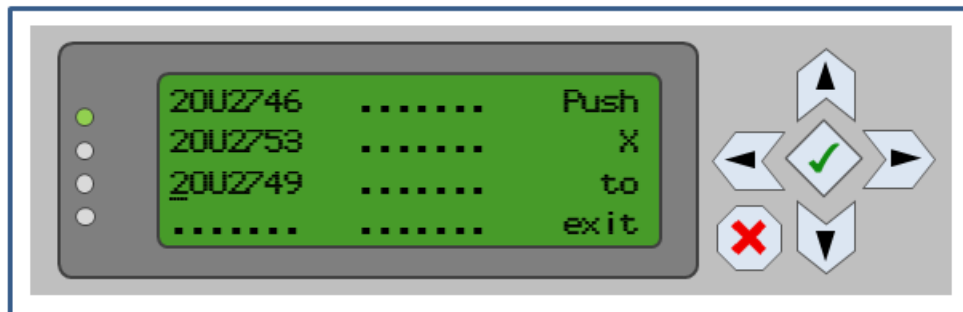 20U2746 ....... Push
20U2753 ....... X
20U2749 ....... to
....... ....... exit